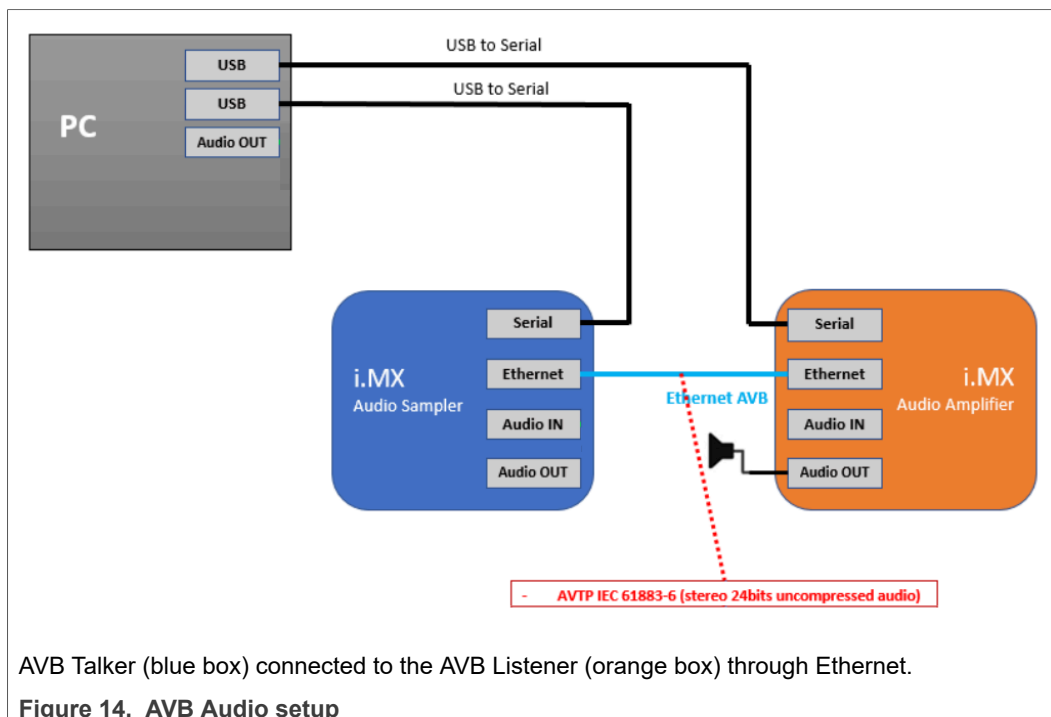 USB to Serial
USB
USB to Serial
USB
PC
Audio OUT
Serial
Serial
Ethernet
Ethernet
i.MX
i.MX
Ethernet AVB
Audio Sampler
Audio Amplifier
Audio IN
Audio IN
Audio OUT
Audio OUT
- AVTP IEC 61883-6 (stereo 24bits uncompressed audio)
AVB Talker (blue box) connected to the AVB Listener (orange box) through Ethernet.
Figure 14. AVB Audio setup